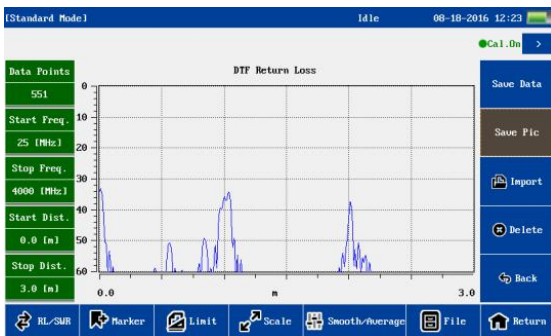 [Standard Mode]
Idle
08-18-2016 12:23
Cal.On >
Data Points
551
Start Freq.
25 [MHz]
Stop Freq.
4000 [MHz]
Start Dist.
0.0 [m]
Stop Dist.
3.0 [m]
DTF Return Loss
0
10
20
30
40
50
60
0.0
m
3.0
Save Data
Save Pic
Import
Delete
Back
RL/SWR
Marker
Limit
Scale
Smooth/Average
File
Return